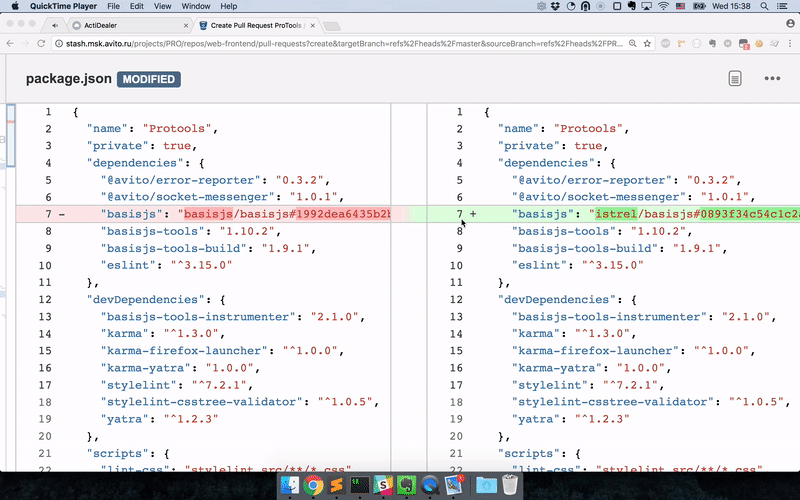 QuickTime Player File Edit View Window Help Wed 15:38
ActiDealer × Create Pull Request ProTools / ×
stash.msk.avito.ru/projects/PRO/repos/web-frontend/pull-requests?create&targetBranch=refs%2Fheads%2Fmaster&sourceBranch=refs%2Fheads%2FPR...
package.json MODIFIED
1 {
2 "name": "Protools",
3 "private": true,
4 "dependencies": {
5 "@avito/error-reporter": "0.3.2",
6 "@avito/socket-messenger": "1.0.1",
7 – "basisjs": "basisjs/basisjs#1992dea6435b2b
8 "basisjs-tools": "1.10.2",
9 "basisjs-tools-build": "1.9.1",
10 "eslint": "^3.15.0"
11 },
12 "devDependencies": {
13 "basisjs-tools-instrumenter": "2.1.0",
14 "karma": "^1.3.0",
15 "karma-firefox-launcher": "^1.0.0",
16 "karma-yatra": "1.0.0",
17 "stylelint": "^7.2.1",
18 "stylelint-csstree-validator": "^1.0.5",
19 "yatra": "^1.2.3"
20 },
21 "scripts": {
22 "lint-css": "stylelint src/**/*.css"
1 {
2 "name": "Protools",
3 "private": true,
4 "dependencies": {
5 "@avito/error-reporter": "0.3.2",
6 "@avito/socket-messenger": "1.0.1",
7 + "basisjs": "istrel/basisjs#0893f34c54c1c2
8 "basisjs-tools": "1.10.2",
9 "basisjs-tools-build": "1.9.1",
10 "eslint": "^3.15.0"
11 },
12 "devDependencies": {
13 "basisjs-tools-instrumenter": "2.1.0",
14 "karma": "^1.3.0",
15 "karma-firefox-launcher": "^1.0.0",
16 "karma-yatra": "1.0.0",
17 "stylelint": "^7.2.1",
18 "stylelint-csstree-validator": "^1.0.5",
19 "yatra": "^1.2.3"
20 },
21 "scripts": {
22 "lint-css": "stylelint src/**/*.css"